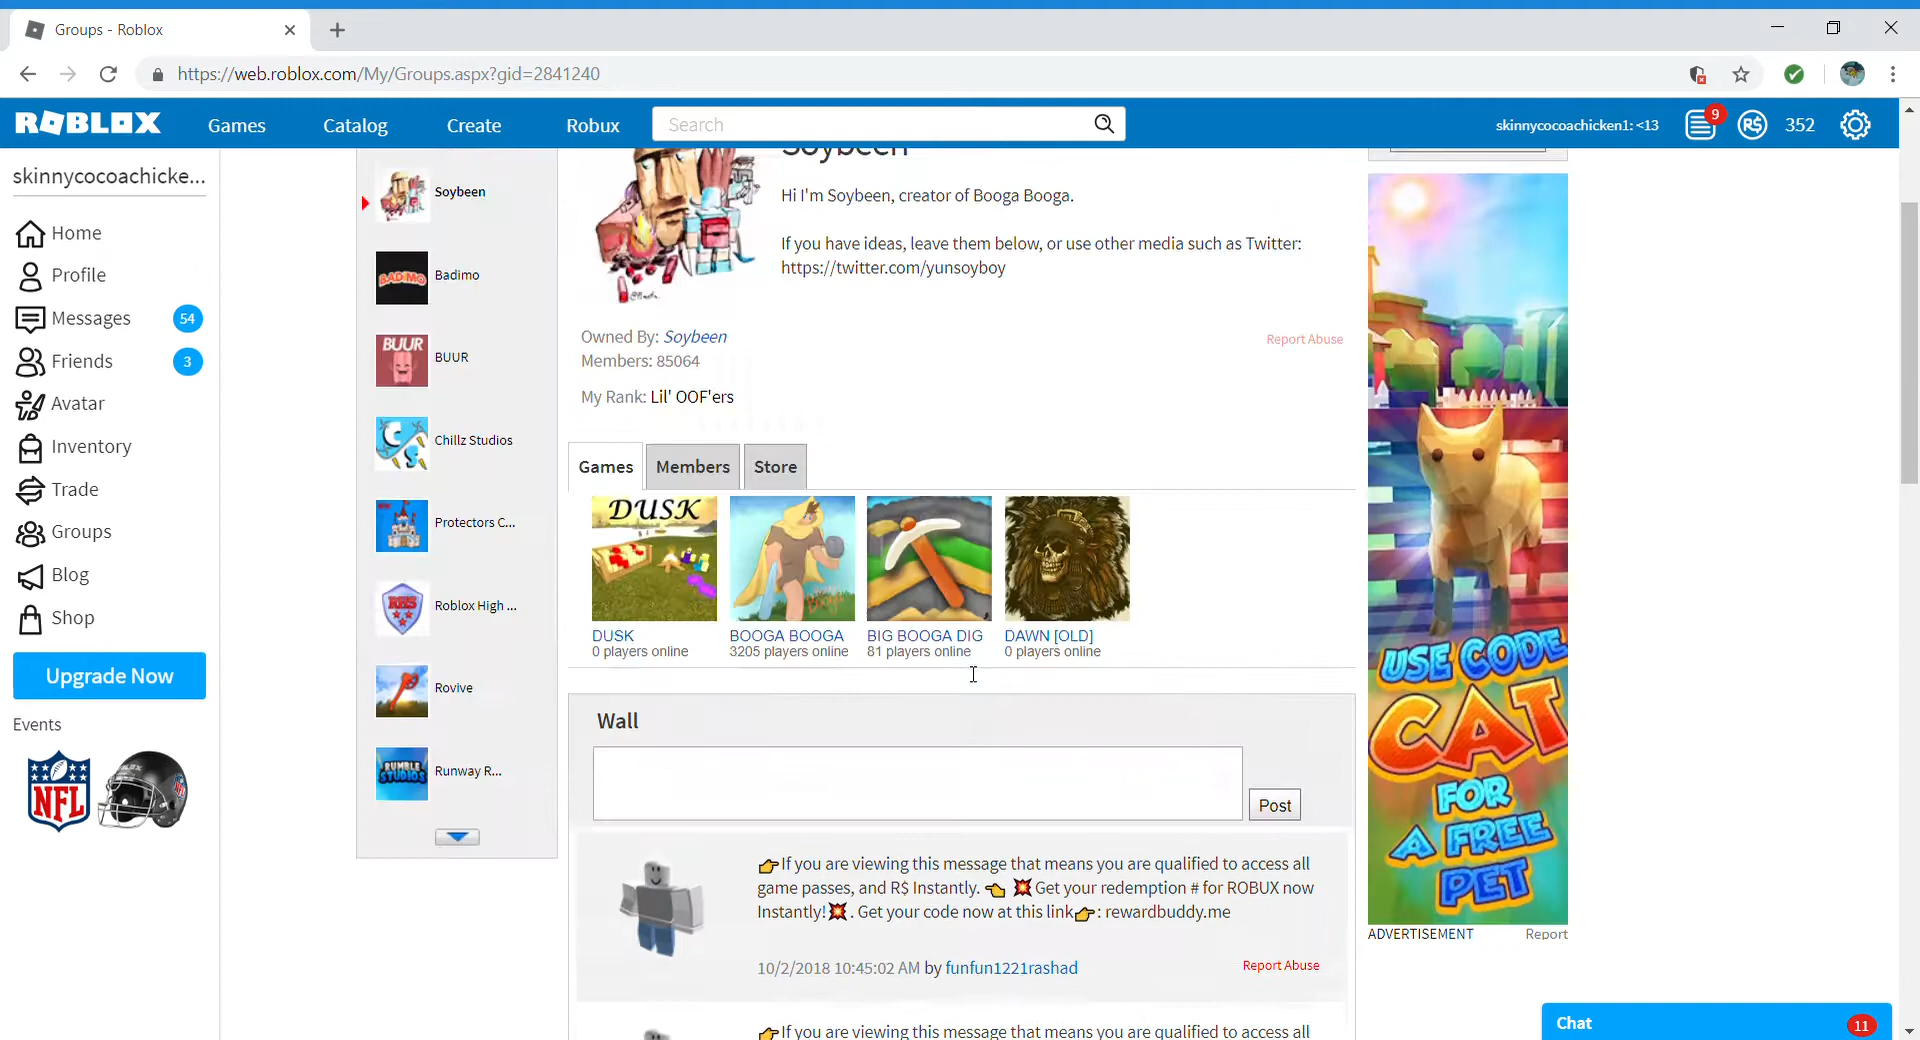 Groups - Roblox
https://web.roblox.com/My/Groups.aspx?gid=2841240
ROBLOX
Games
Catalog
Create
Robux
Search
skinnycocoachicken1: <13
9
R$
352
skinnycocoachicke...
Home
Profile
Messages
54
Friends
3
Avatar
Inventory
Trade
Groups
Blog
Shop
Upgrade Now
Events
NFL
Soybeen
BADIMO
Badimo
BUUR
BUUR
CS
Chillz Studios
Protectors C...
RHS
Roblox High ...
Rovive
RUMBLE
STUDIOS
Runway R...
Soybeen
Hi I'm Soybeen, creator of Booga Booga.
If you have ideas, leave them below, or use other media such as Twitter:
https://twitter.com/yunsoyboy
Owned By: Soybeen
Report Abuse
Members: 85064
My Rank: Lil' OOF'ers
Games
Members
Store
DUSK
DUSK
0 players online
BOOGA BOOGA
3205 players online
BIG BOOGA DIG
81 players online
DAWN [OLD]
0 players online
Wall
Post
👉If you are viewing this message that means you are qualified to access all
game passes, and R$ Instantly. 👈 💥Get your redemption # for ROBUX now
Instantly!💥. Get your code now at this link👉: rewardbuddy.me
10/2/2018 10:45:02 AM by funfun1221rashad
Report Abuse
👉If you are viewing this message that means you are qualified to access all
USE CODE
CAT
FOR
A FREE
PET
ADVERTISEMENT
Report
Chat
11